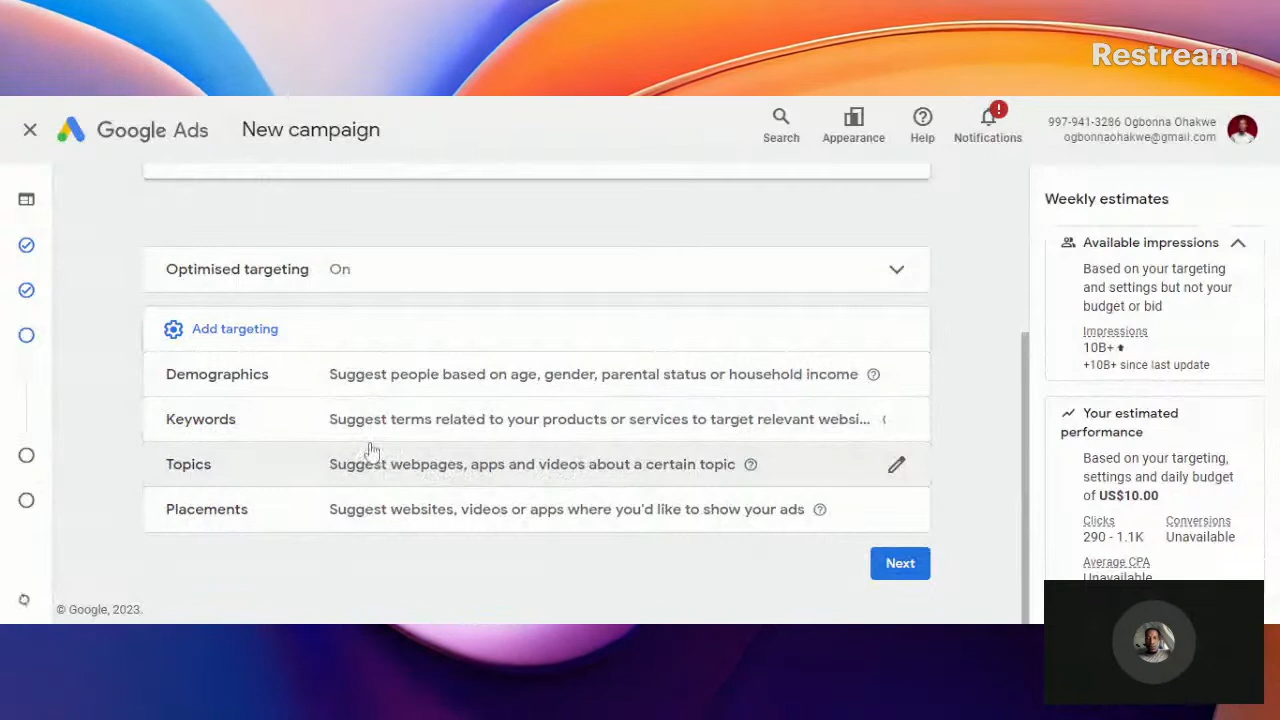 Restream
Google Ads New campaign
Search
Appearance
Help
Notifications
!
997-941-3286 Ogbonna Ohakwe
ogbonnaohakwe@gmail.com
Optimised targeting On
Add targeting
Demographics Suggest people based on age, gender, parental status or household income
Keywords Suggest terms related to your products or services to target relevant websi...
Topics Suggest webpages, apps and videos about a certain topic
Placements Suggest websites, videos or apps where you'd like to show your ads
Next
© Google, 2023.
Weekly estimates
Available impressions
Based on your targeting
and settings but not your
budget or bid
Impressions
10B+
+10B+ since last update
Your estimated
performance
Based on your targeting,
settings and daily budget
of US$10.00
Clicks Conversions
290 - 1.1K Unavailable
Average CPA
Unavailable